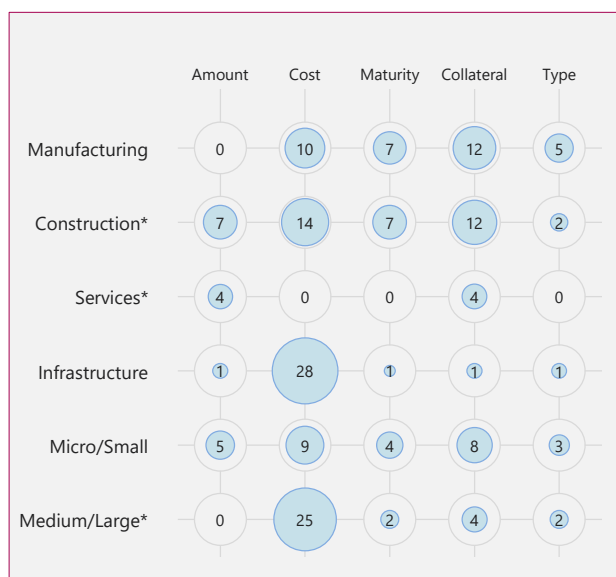 Amount Cost Maturity Collateral Type
Manufacturing 0 10 7 12 5
Construction* 7 14 7 12 2
Services* 4 0 0 4 0
Infrastructure 1 28 1 1 1
Micro/Small 5 9 4 8 3
Medium/Large* 0 25 2 4 2